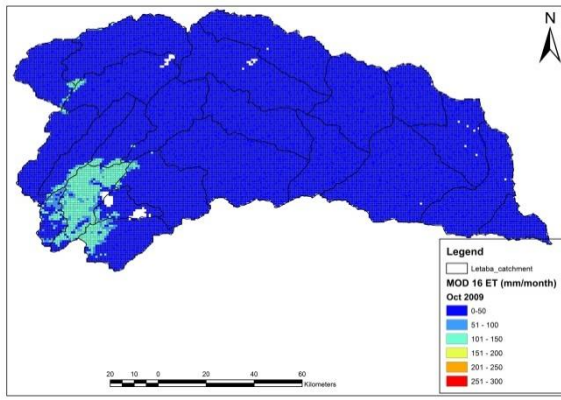 N
Legend
Letaba_catchment
MOD 16 ET (mm/month)
Oct 2009
0-50
51 - 100
101 - 150
151 - 200
201 - 250
251 - 300
20 10 0 20 40 60
Kilometers